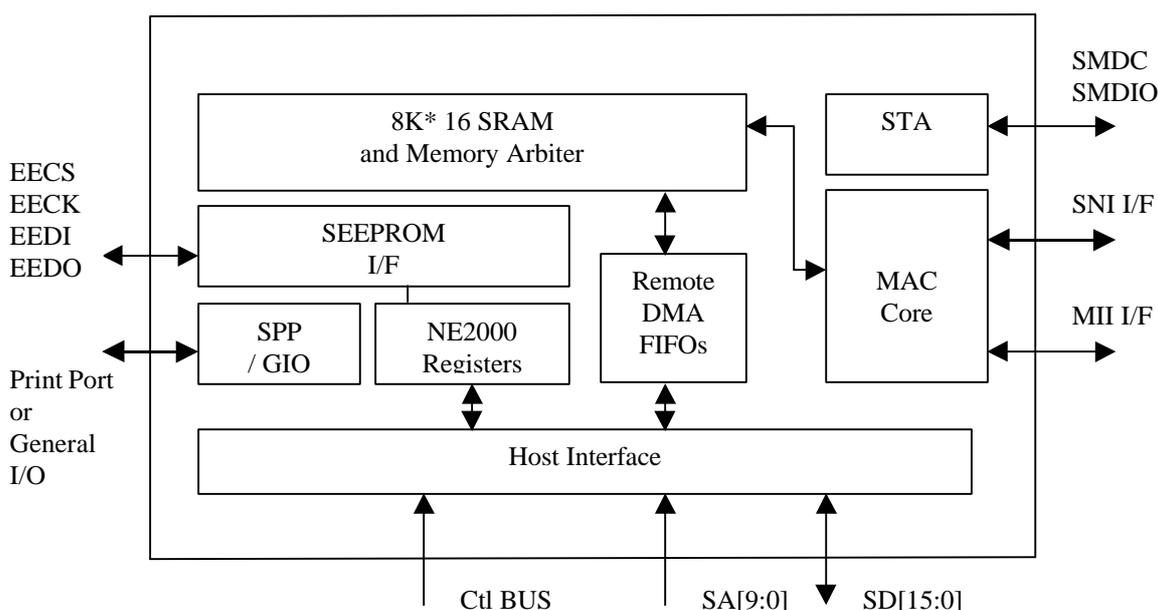 8K* 16 SRAM
and Memory Arbiter
STA
SMDC
SMDIO
EECS
EECK
EEDI
EEDO
SEEPROM
I/F
Remote
DMA
FIFOs
MAC
Core
SNI I/F
MII I/F
SPP
/ GIO
NE2000
Registers
Print Port
or
General
I/O
Host Interface
Ctl BUS
SA[9:0]
SD[15:0]